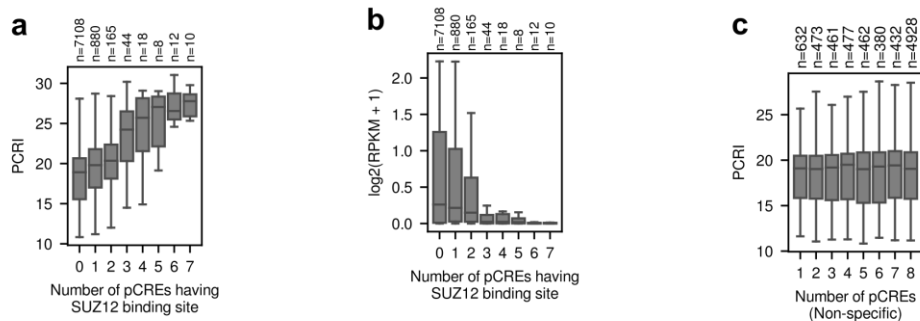 a
n=7108
n=880
n=165
n=44
n=18
n=8
n=12
n=10
30
25
20
15
10
PCRI
0 1 2 3 4 5 6 7
Number of pCREs having
SUZ12 binding site
b
n=7108
n=880
n=165
n=44
n=18
n=8
n=12
n=10
2.0
1.5
1.0
0.5
0.0
log2(RPKM + 1)
0 1 2 3 4 5 6 7
Number of pCREs having
SUZ12 binding site
c
n=632
n=473
n=461
n=477
n=462
n=380
n=432
n=4928
25
20
15
10
PCRI
1 2 3 4 5 6 7 8
Number of pCREs
(Non-specific)